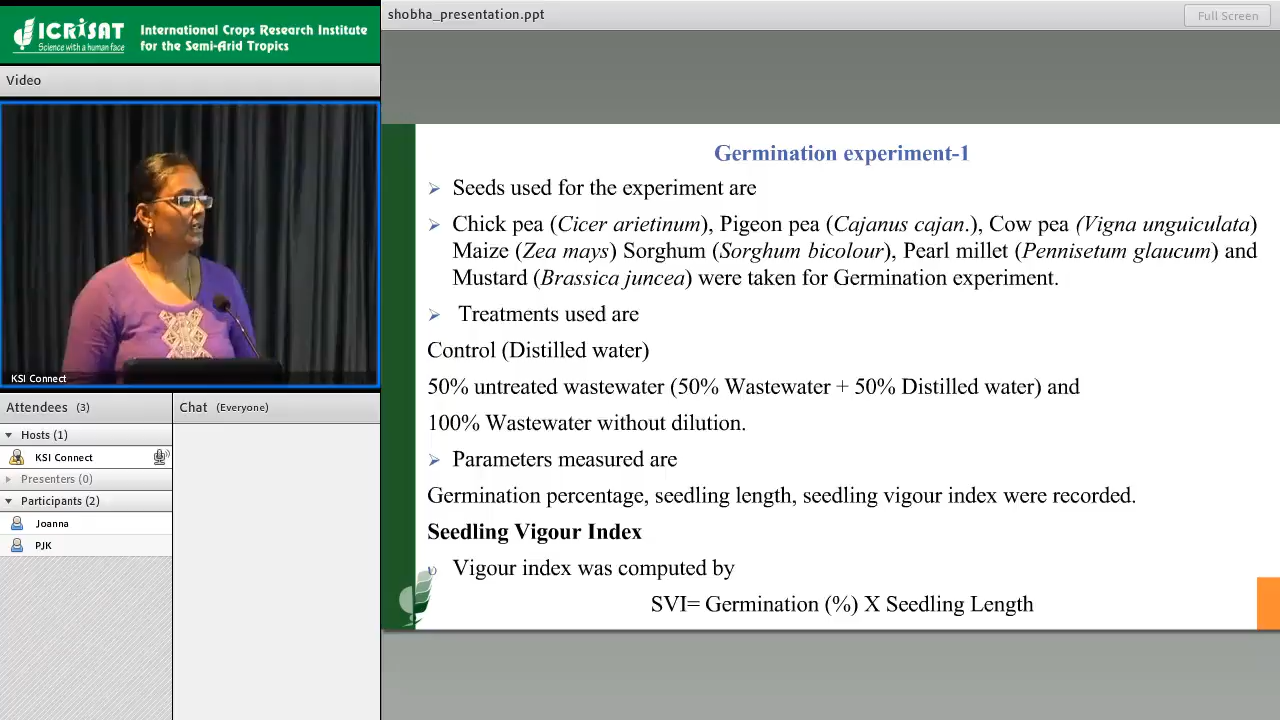 ICRISAT
Science with a human face
International Crops Research Institute
for the Semi-Arid Tropics
Video
KSI Connect
Attendees (3)
Hosts (1)
KSI Connect
Presenters (0)
Participants (2)
Joanna
PJK
Chat (Everyone)
shobha_presentation.ppt
Full Screen
Germination experiment-1
Seeds used for the experiment are
Chick pea (Cicer arietinum), Pigeon pea (Cajanus cajan.), Cow pea (Vigna unguiculata)
Maize (Zea mays) Sorghum (Sorghum bicolour), Pearl millet (Pennisetum glaucum) and
Mustard (Brassica juncea) were taken for Germination experiment.
Treatments used are
Control (Distilled water)
50% untreated wastewater (50% Wastewater + 50% Distilled water) and
100% Wastewater without dilution.
Parameters measured are
Germination percentage, seedling length, seedling vigour index were recorded.
Seedling Vigour Index
Vigour index was computed by
SVI= Germination (%) X Seedling Length